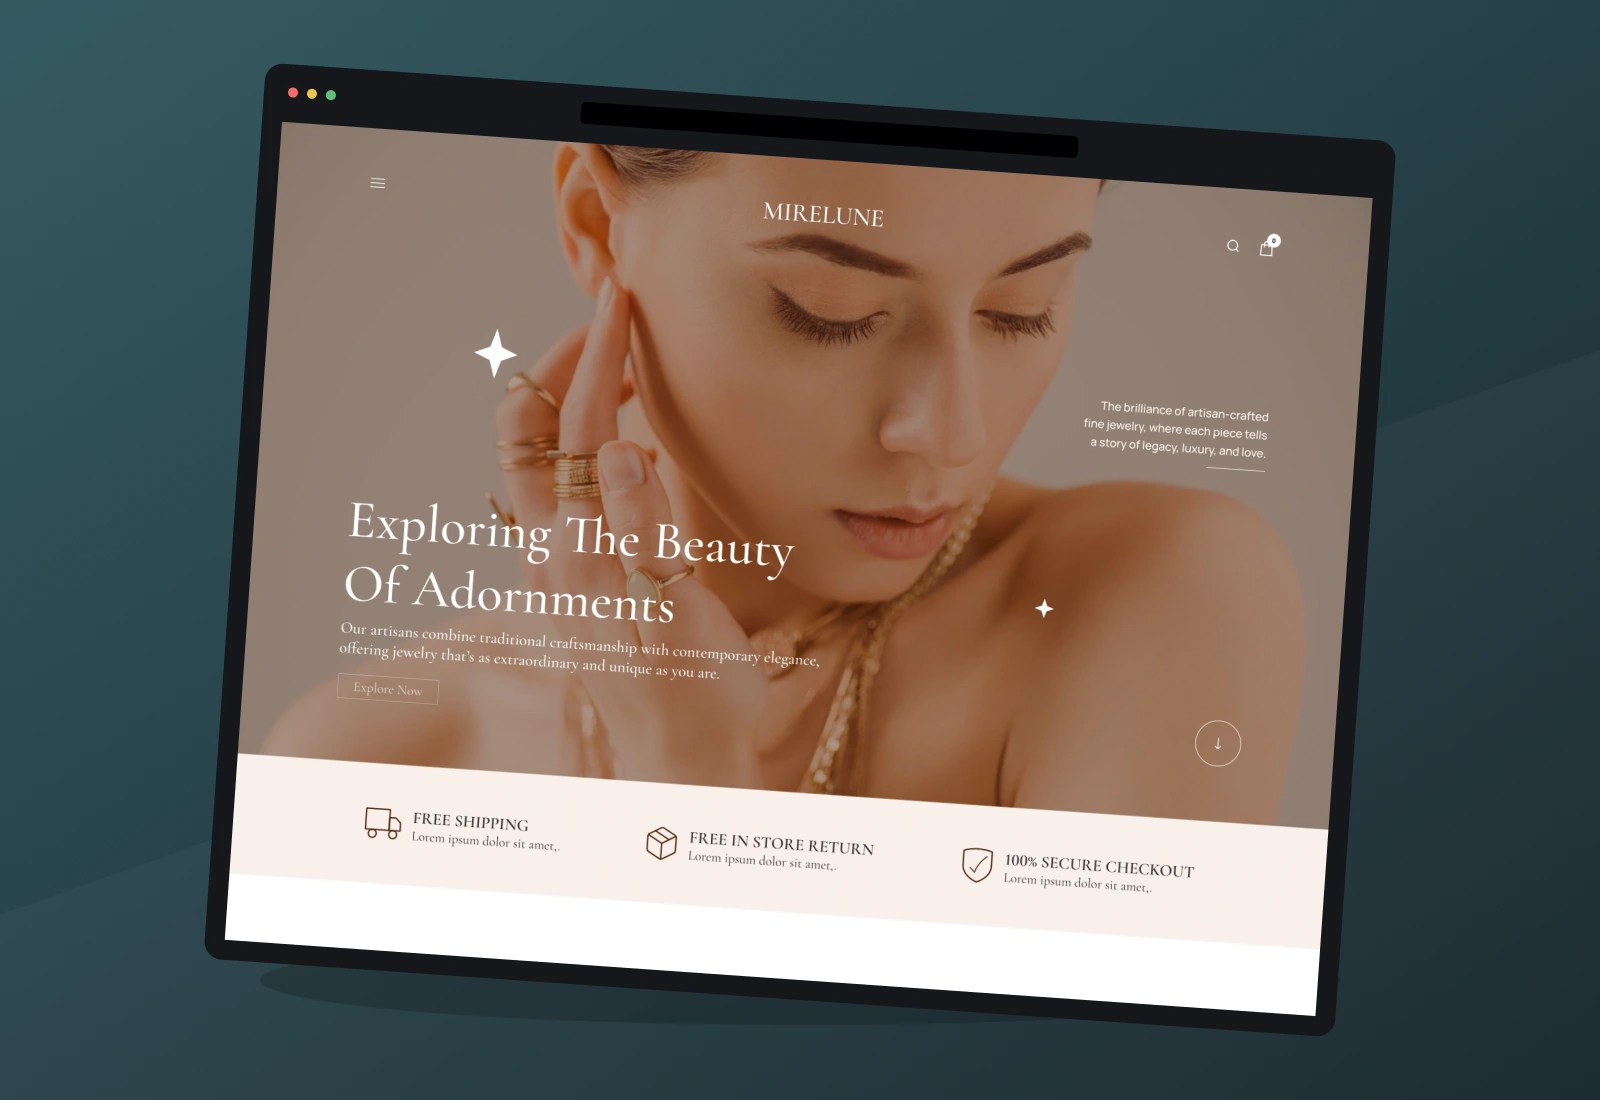 MIRELUNE
0
The brilliance of artisan-crafted
fine jewelry, where each piece tells
a story of legacy, luxury, and love.
Exploring The Beauty
Of Adornments
Our artisans combine traditional craftsmanship with contemporary elegance,
offering jewelry that's as extraordinary and unique as you are.
Explore Now
FREE SHIPPING
Lorem ipsum dolor sit amet,.
FREE IN STORE RETURN
Lorem ipsum dolor sit amet,.
100% SECURE CHECKOUT
Lorem ipsum dolor sit amet,.